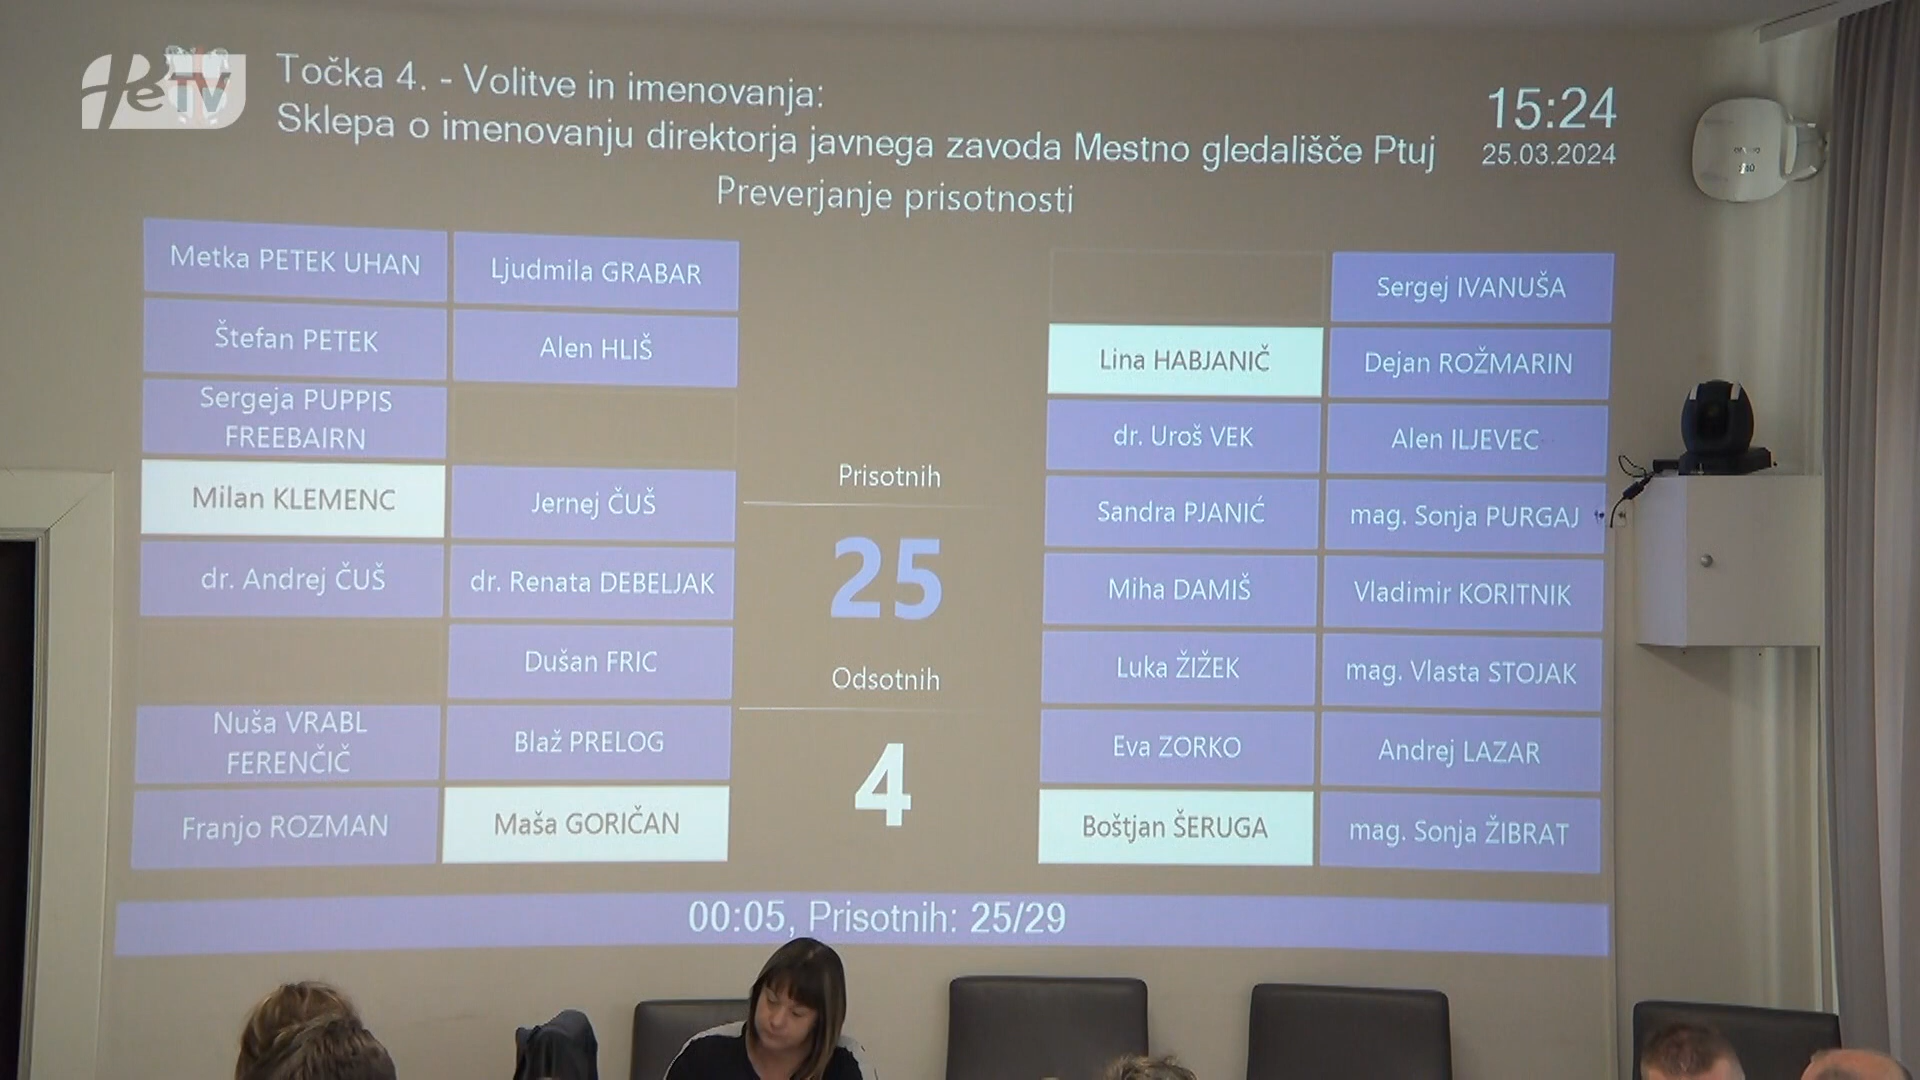 PeTV
Točka 4. - Volitve in imenovanja:
Sklepa o imenovanju direktorja javnega zavoda Mestno gledališče Ptuj
15:24
25.03.2024
Preverjanje prisotnosti
Metka PETEK UHAN
Ljudmila GRABAR
Štefan PETEK
Alen HLIŠ
Sergeja PUPPIS
FREEBAIRN
Milan KLEMENC
Jernej ČUŠ
dr. Andrej ČUŠ
dr. Renata DEBELJAK
Dušan FRIC
Nuša VRABL
FERENČIČ
Blaž PRELOG
Franjo ROZMAN
Maša GORIČAN
Prisotnih
25
Odsotnih
4
Sergej IVANUŠA
Lina HABJANIČ
Dejan ROŽMARIN
dr. Uroš VEK
Alen ILJEVEC
Sandra PJANIĆ
mag. Sonja PURGAJ
Miha DAMIŠ
Vladimir KORITNIK
Luka ŽIŽEK
mag. Vlasta STOJAK
Eva ZORKO
Andrej LAZAR
Boštjan ŠERUGA
mag. Sonja ŽIBRAT
00:05, Prisotnih: 25/29